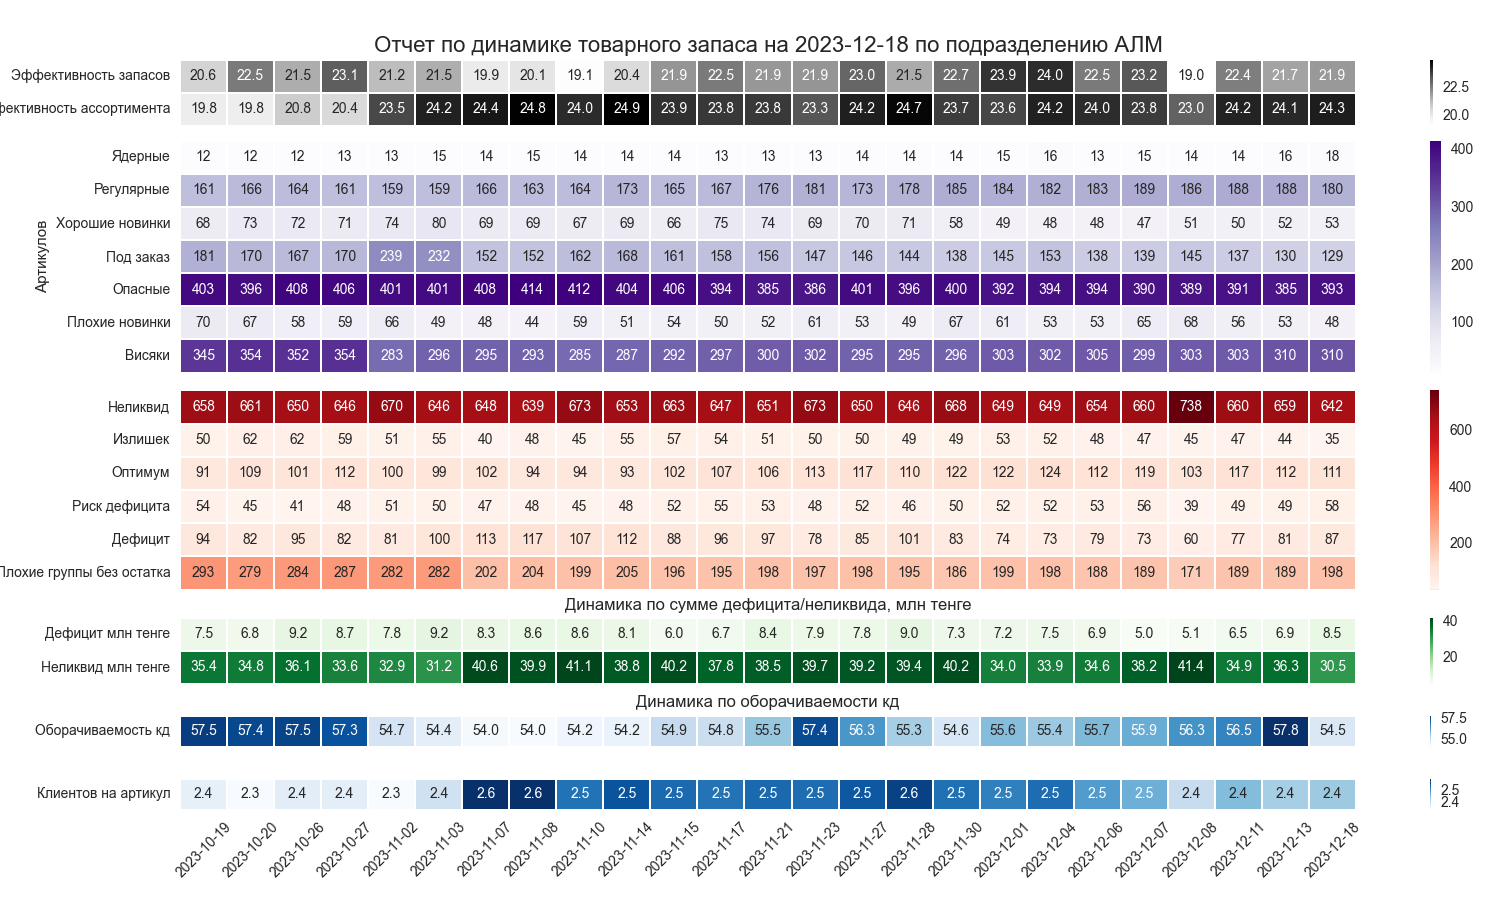 Отчет по динамике товарного запаса на 2023-12-18 по подразделению АЛМ
Эффективность запасов 20.6 22.5 21.5 23.1 21.2 21.5 19.9 20.1 19.1 20.4 21.9 22.5 21.9 21.9 23.0 21.5 22.7 23.9 24.0 22.5 23.2 19.0 22.4 21.7 21.9
фективность ассортимента 19.8 19.8 20.8 20.4 23.5 24.2 24.4 24.8 24.0 24.9 23.9 23.8 23.8 23.3 24.2 24.7 23.7 23.6 24.2 24.0 23.8 23.0 24.2 24.1 24.3
22.5
20.0
Артикулов
Ядерные 12 12 12 13 13 15 14 15 14 14 14 13 13 13 14 14 14 15 16 13 15 14 14 16 18
Регулярные 161 166 164 161 159 159 166 163 164 173 165 167 176 181 173 178 185 184 182 183 189 186 188 188 180
Хорошие новинки 68 73 72 71 74 80 69 69 67 69 66 75 74 69 70 71 58 49 48 48 47 51 50 52 53
Под заказ 181 170 167 170 239 232 152 152 162 168 161 158 156 147 146 144 138 145 153 138 139 145 137 130 129
Опасные 403 396 408 406 401 401 408 414 412 404 406 394 385 386 401 396 400 392 394 394 390 389 391 385 393
Плохие новинки 70 67 58 59 66 49 48 44 59 51 54 50 52 61 53 49 67 61 53 53 65 68 56 53 48
Висяки 345 354 352 354 283 296 295 293 285 287 292 297 300 302 295 295 296 303 302 305 299 303 303 310 310
400
300
200
100
Неликвид 658 661 650 646 670 646 648 639 673 653 663 647 651 673 650 646 668 649 649 654 660 738 660 659 642
Излишек 50 62 62 59 51 55 40 48 45 55 57 54 51 50 50 49 49 53 52 48 47 45 47 44 35
Оптимум 91 109 101 112 100 99 102 94 94 93 102 107 106 113 117 110 122 122 124 112 119 103 117 112 111
Риск дефицита 54 45 41 48 51 50 47 48 45 48 52 55 53 48 52 46 50 52 52 53 56 39 49 49 58
Дефицит 94 82 95 82 81 100 113 117 107 112 88 96 97 78 85 101 83 74 73 79 73 60 77 81 87
Плохие группы без остатка 293 279 284 287 282 282 202 204 199 205 196 195 198 197 198 195 186 199 198 188 189 171 189 189 198
600
400
200
Динамика по сумме дефицита/неликвида, млн тенге
Дефицит млн тенге 7.5 6.8 9.2 8.7 7.8 9.2 8.3 8.6 8.6 8.1 6.0 6.7 8.4 7.9 7.8 9.0 7.3 7.2 7.5 6.9 5.0 5.1 6.5 6.9 8.5
Неликвид млн тенге 35.4 34.8 36.1 33.6 32.9 31.2 40.6 39.9 41.1 38.8 40.2 37.8 38.5 39.7 39.2 39.4 40.2 34.0 33.9 34.6 38.2 41.4 34.9 36.3 30.5
40
20
Динамика по оборачиваемости кд
Оборачиваемость кд 57.5 57.4 57.5 57.3 54.7 54.4 54.0 54.0 54.2 54.2 54.9 54.8 55.5 57.4 56.3 55.3 54.6 55.6 55.4 55.7 55.9 56.3 56.5 57.8 54.5
57.5
55.0
Клиентов на артикул 2.4 2.3 2.4 2.4 2.3 2.4 2.6 2.6 2.5 2.5 2.5 2.5 2.5 2.5 2.5 2.6 2.5 2.5 2.5 2.5 2.5 2.4 2.4 2.4 2.4
2.5
2.4
2023-10-19 2023-10-20 2023-10-26 2023-10-27 2023-11-02 2023-11-03 2023-11-07 2023-11-08 2023-11-10 2023-11-14 2023-11-15 2023-11-17 2023-11-21 2023-11-23 2023-11-27 2023-11-28 2023-11-30 2023-12-01 2023-12-04 2023-12-06 2023-12-07 2023-12-08 2023-12-11 2023-12-13 2023-12-18